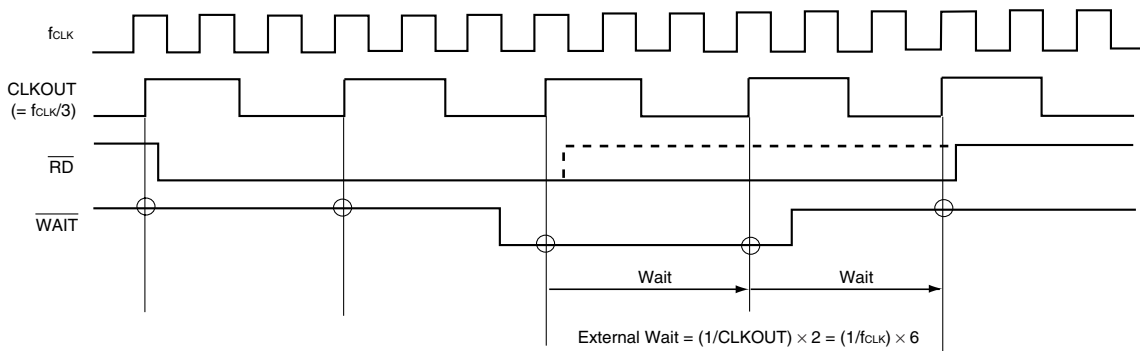 fCLK
CLKOUT
(= fCLK/3)
RD
WAIT
Wait
Wait
External Wait = (1/CLKOUT) × 2 = (1/fCLK) × 6